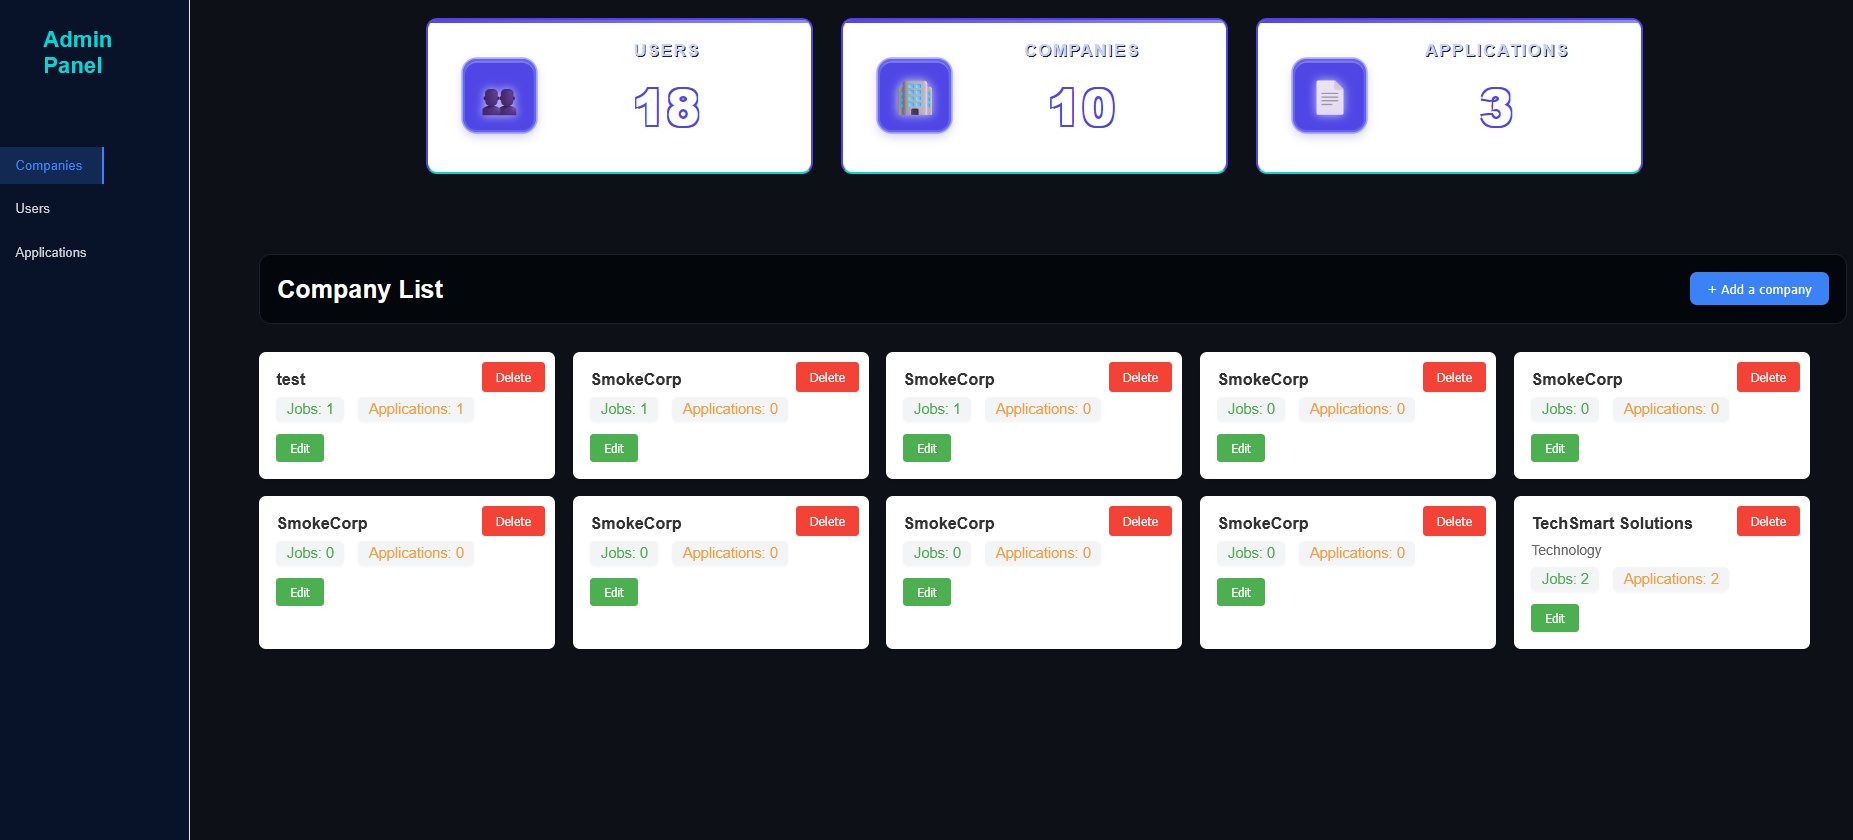 Admin
Panel
Companies
Users
Applications
USERS
18
COMPANIES
10
APPLICATIONS
3
Company List
+ Add a company
test
Delete
Jobs: 1
Applications: 1
Edit
SmokeCorp
Delete
Jobs: 1
Applications: 0
Edit
SmokeCorp
Delete
Jobs: 1
Applications: 0
Edit
SmokeCorp
Delete
Jobs: 0
Applications: 0
Edit
SmokeCorp
Delete
Jobs: 0
Applications: 0
Edit
SmokeCorp
Delete
Jobs: 0
Applications: 0
Edit
SmokeCorp
Delete
Jobs: 0
Applications: 0
Edit
SmokeCorp
Delete
Jobs: 0
Applications: 0
Edit
SmokeCorp
Delete
Jobs: 0
Applications: 0
Edit
TechSmart Solutions
Delete
Technology
Jobs: 2
Applications: 2
Edit